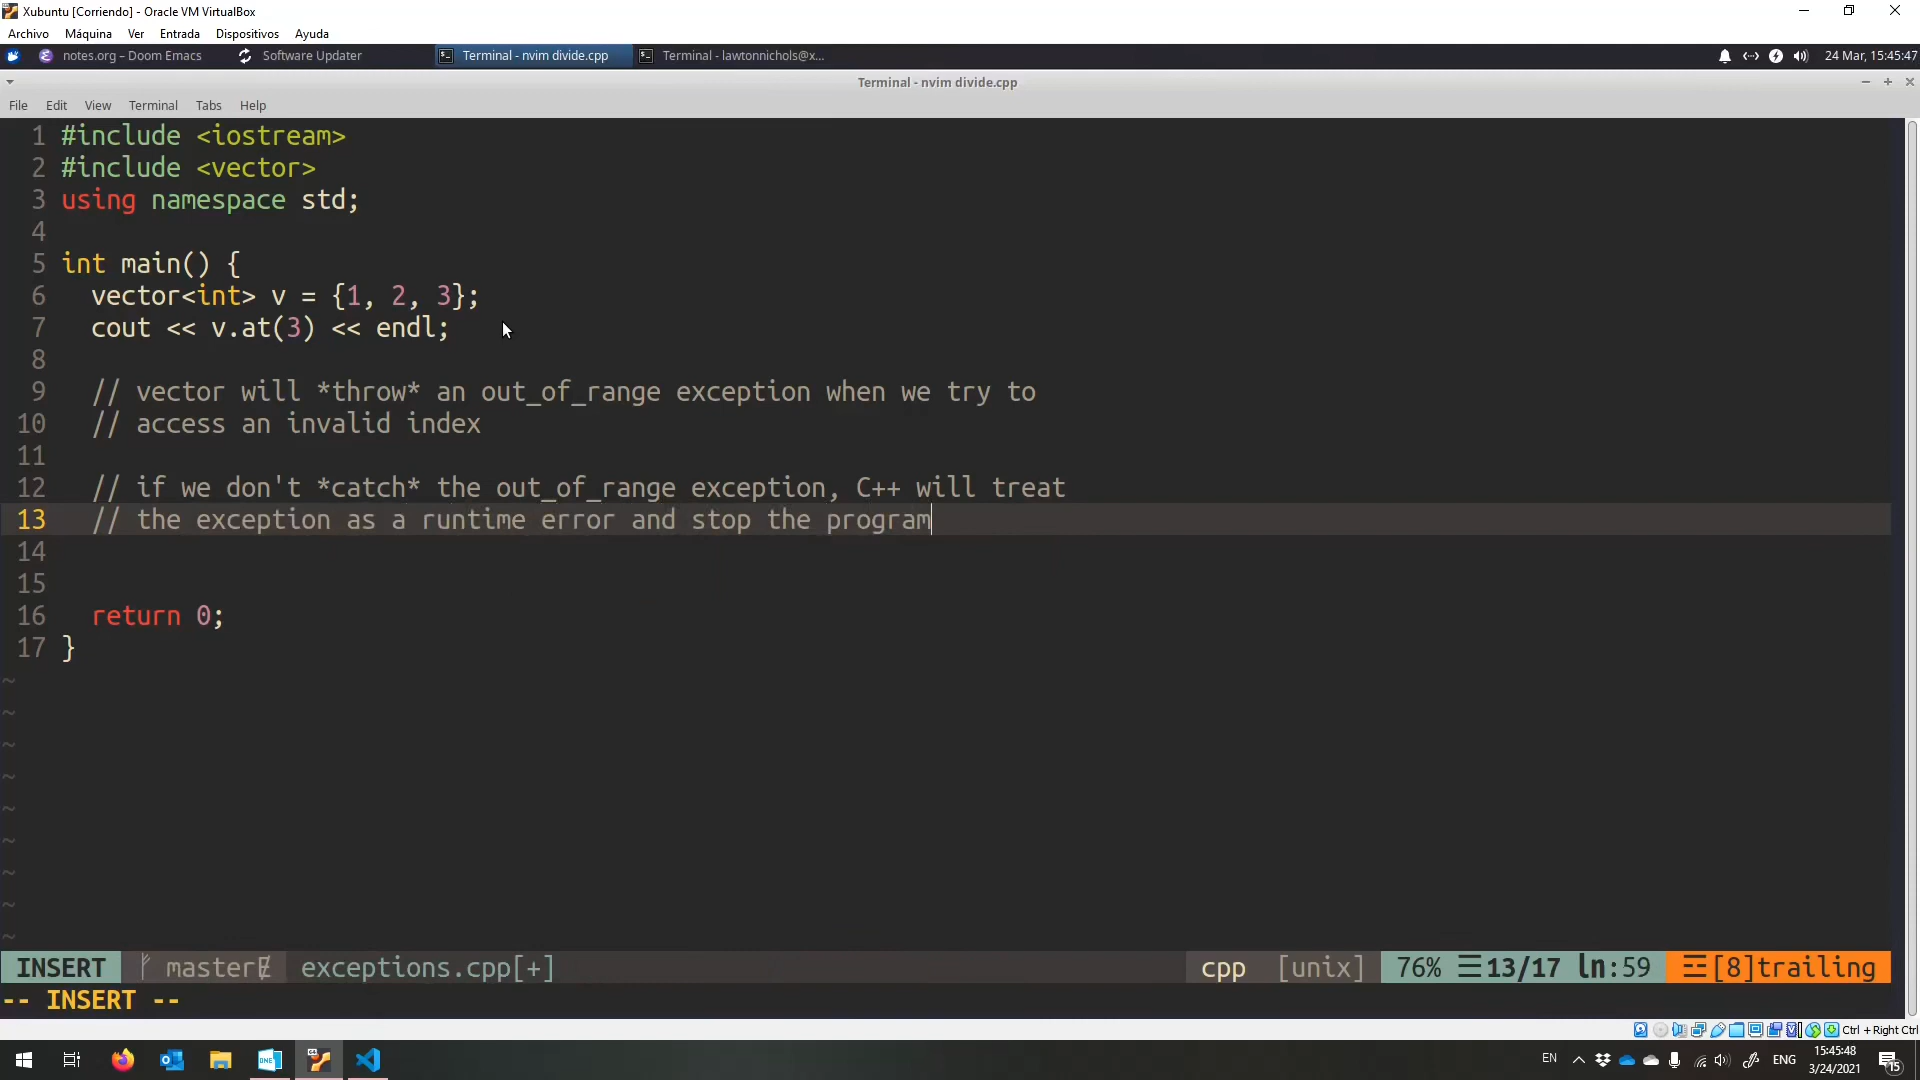 Xubuntu [Corriendo] - Oracle VM VirtualBox
Archivo Máquina Ver Entrada Dispositivos Ayuda
notes.org – Doom Emacs Software Updater Terminal - nvim divide.cpp Terminal - lawtonnichols@x... 24 Mar, 15:45:47
Terminal - nvim divide.cpp
File Edit View Terminal Tabs Help
1 #include <iostream>
2 #include <vector>
3 using namespace std;
4
5 int main() {
6 vector<int> v = {1, 2, 3};
7 cout << v.at(3) << endl;
8
9 // vector will *throw* an out_of_range exception when we try to
10 // access an invalid index
11
12 // if we don't *catch* the out_of_range exception, C++ will treat
13 // the exception as a runtime error and stop the program
14
15
16 return 0;
17 }
~
~
~
~
~
~
~
~
~
INSERT master exceptions.cpp[+] cpp [unix] 76% ☰13/17 ln:59 ☲[8]trailing
-- INSERT --
Ctrl + Right Ctrl
EN ENG 15:45:48
3/24/2021
15